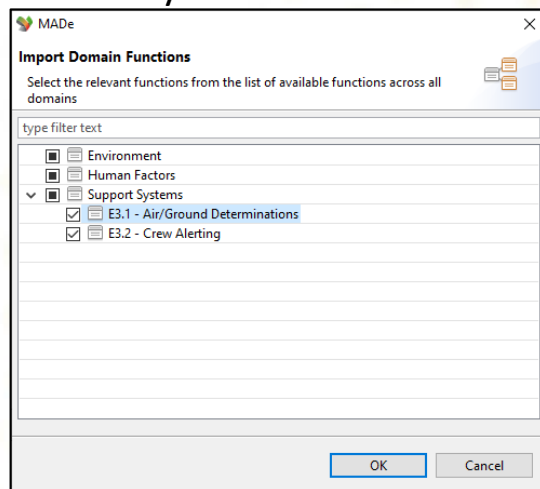 MADe
Import Domain Functions
Select the relevant functions from the list of available functions across all
domains
type filter text
Environment
Human Factors
Support Systems
E3.1 - Air/Ground Determinations
E3.2 - Crew Alerting
OK Cancel